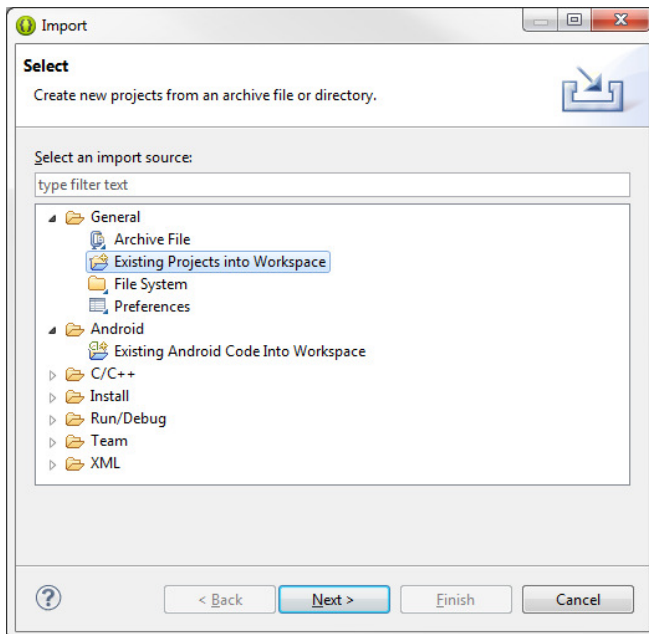 Import
Select
Create new projects from an archive file or directory.
Select an import source:
type filter text
General
Archive File
Existing Projects into Workspace
File System
Preferences
Android
Existing Android Code Into Workspace
C/C++
Install
Run/Debug
Team
XML
?
< Back
Next >
Finish
Cancel